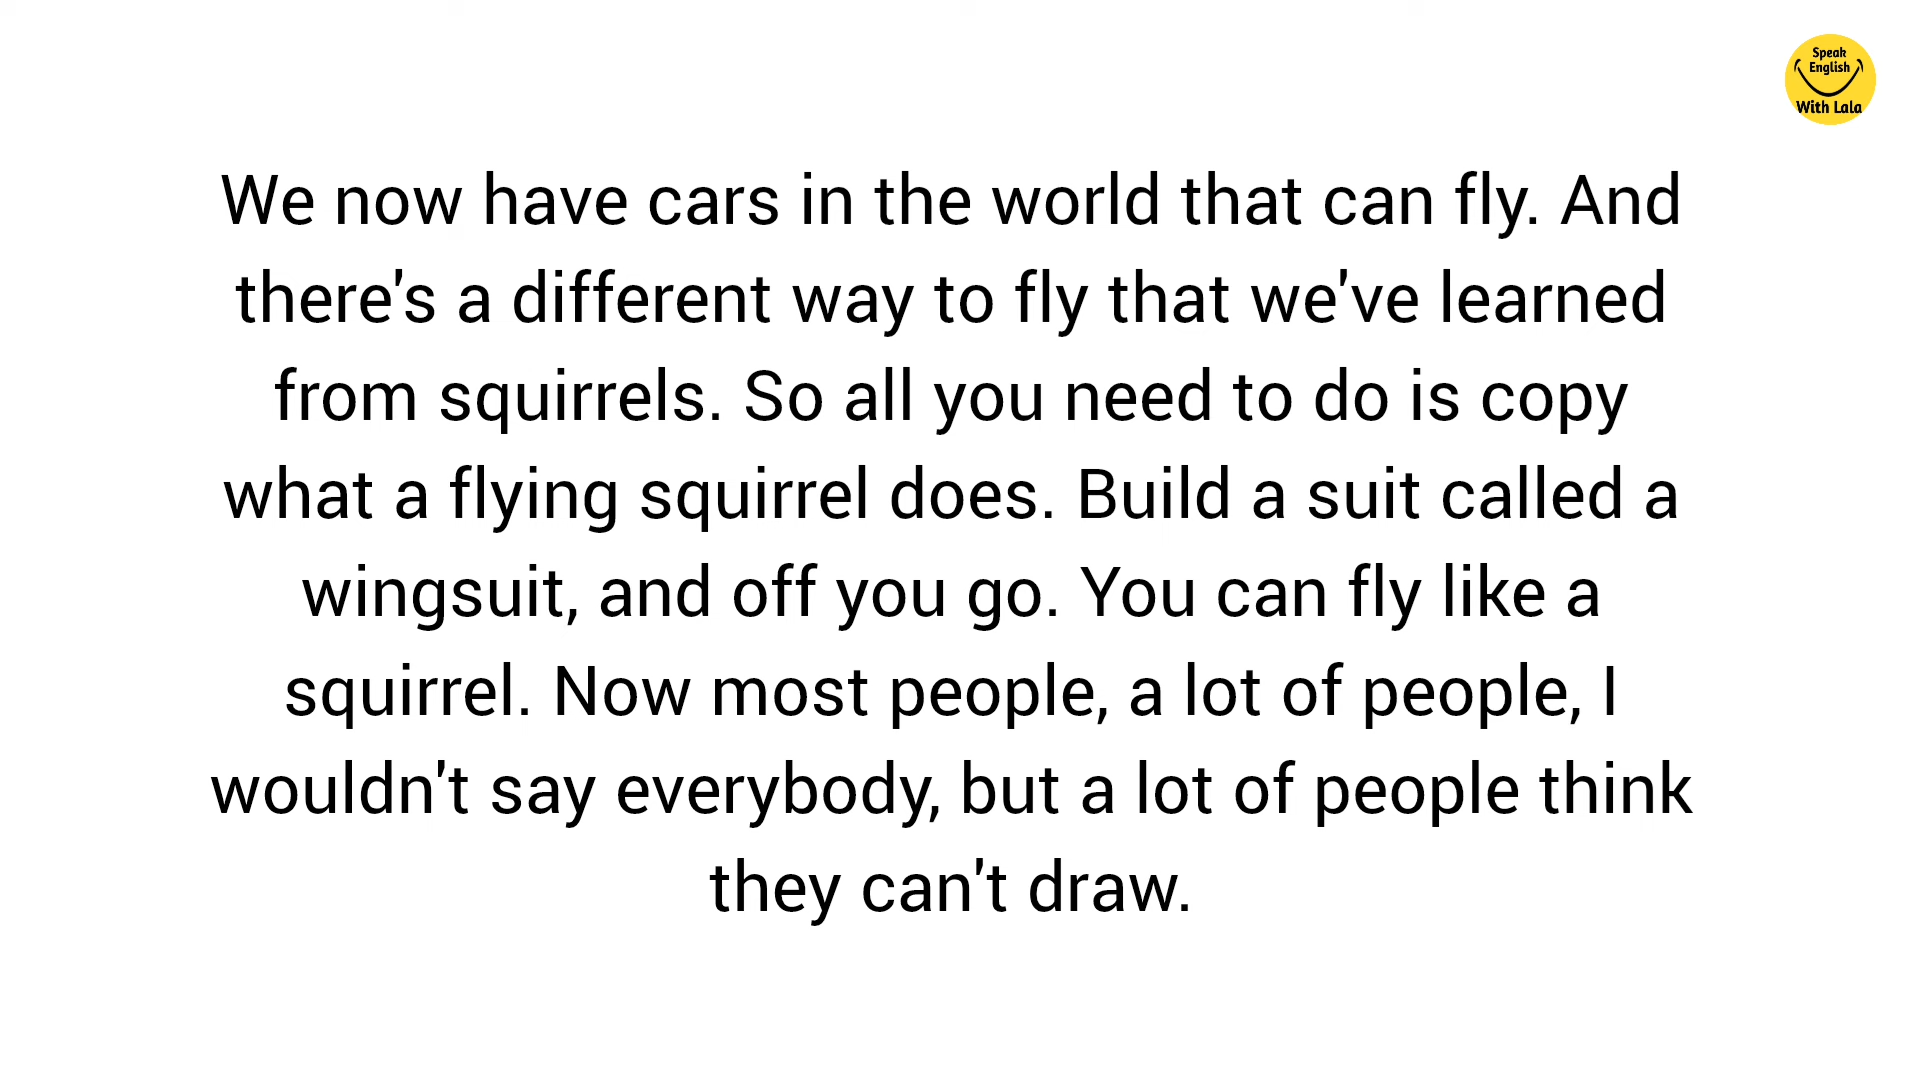 Speak
English
With Lala
We now have cars in the world that can fly. And
there's a different way to fly that we've learned
from squirrels. So all you need to do is copy
what a flying squirrel does. Build a suit called a
wingsuit, and off you go. You can fly like a
squirrel. Now most people, a lot of people, I
wouldn't say everybody, but a lot of people think
they can't draw.